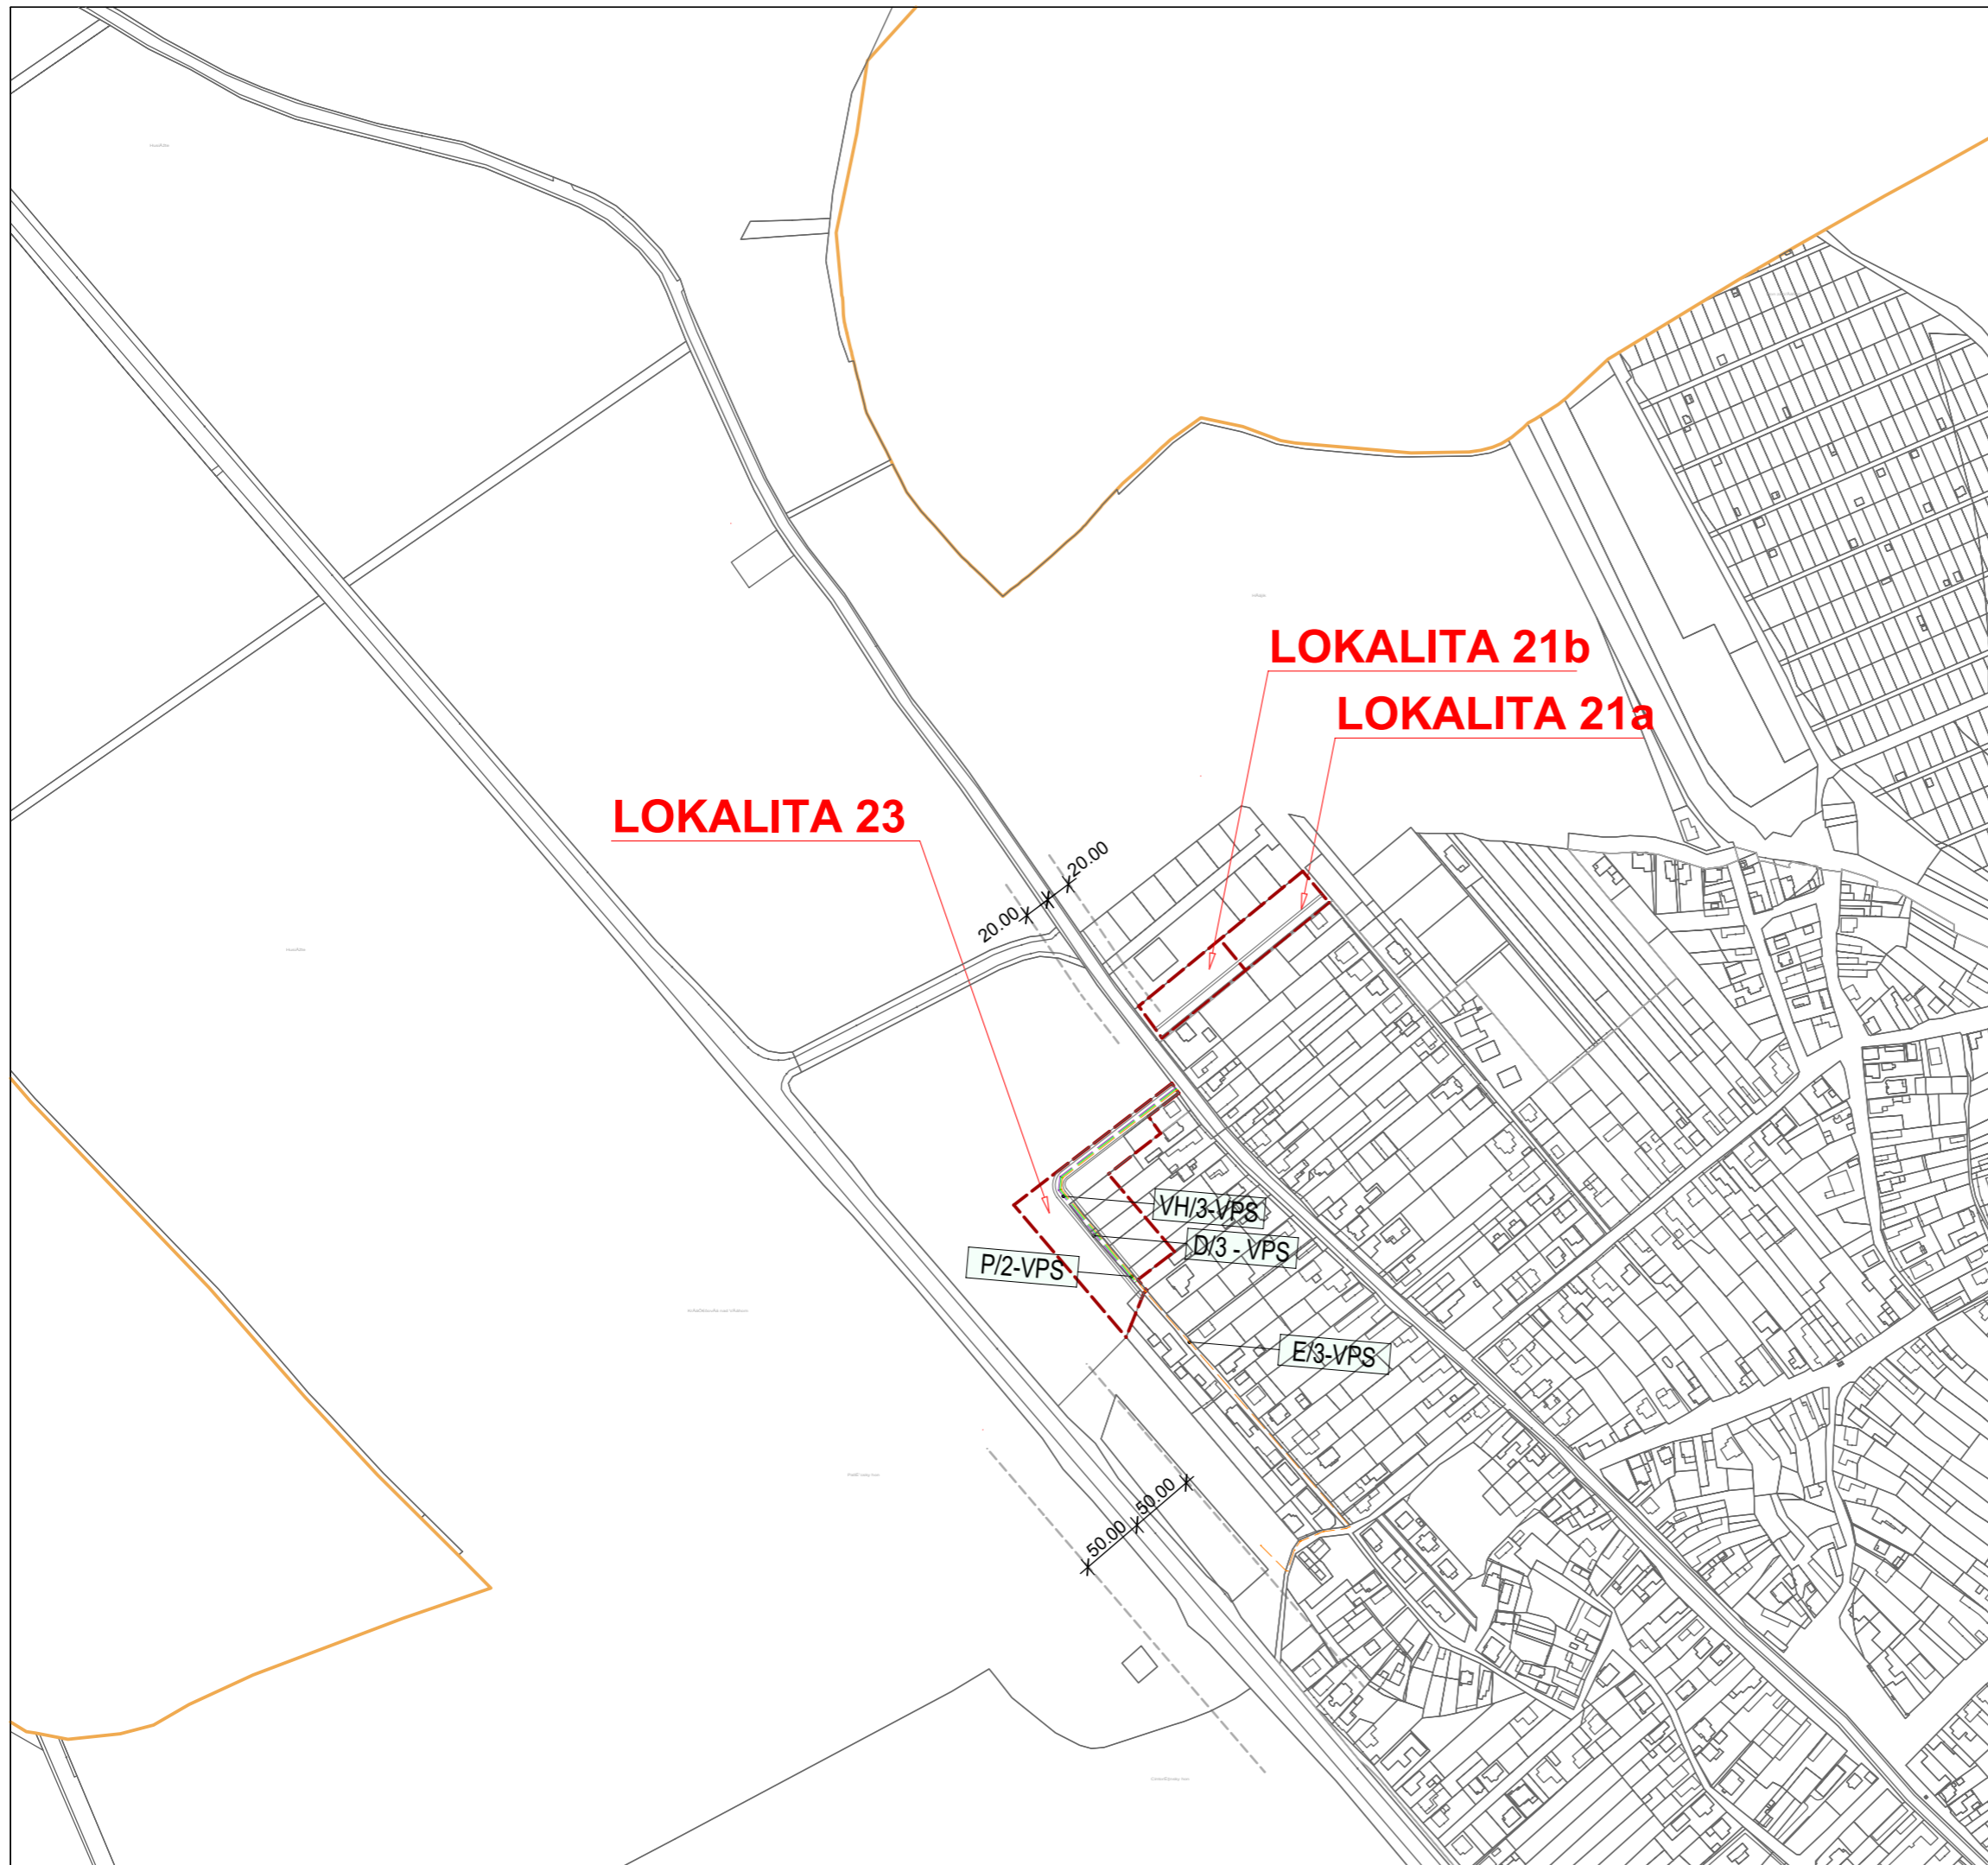 LOKALITA 21b
LOKALITA 21a
LOKALITA 23
20.00
20.00
VH/3-VPS
D/3 - VPS
P/2-VPS
E/3-VPS
50.00
50.00